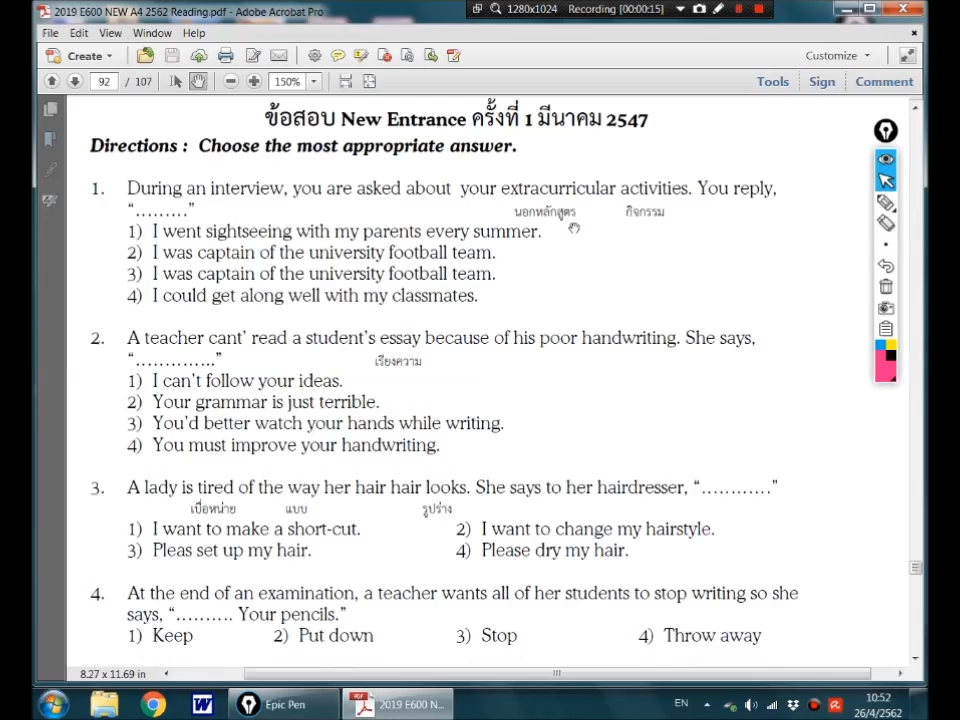 2019 E600 NEW A4 2562 Reading.pdf - Adobe Acrobat Pro
1280x1024 Recording [00:00:15]
File Edit View Window Help
Create Customize
92 / 107 150% Tools Sign Comment
ข้อสอบ New Entrance ครั้งที่ 1 มีนาคม 2547
Directions : Choose the most appropriate answer.
1. During an interview, you are asked about your extracurricular activities. You reply,
“………”
นอกหลักสูตร กิจกรรม
1) I went sightseeing with my parents every summer.
2) I was captain of the university football team.
3) I was captain of the university football team.
4) I could get along well with my classmates.
2. A teacher cant’ read a student’s essay because of his poor handwriting. She says,
“…………..”
เรียงความ
1) I can’t follow your ideas.
2) Your grammar is just terrible.
3) You’d better watch your hands while writing.
4) You must improve your handwriting.
3. A lady is tired of the way her hair hair looks. She says to her hairdresser, “…………”
เบื่อหน่าย แบบ รูปร่าง
1) I want to make a short-cut. 2) I want to change my hairstyle.
3) Pleas set up my hair. 4) Please dry my hair.
4. At the end of an examination, a teacher wants all of her students to stop writing so she
says, “………. Your pencils.”
1) Keep 2) Put down 3) Stop 4) Throw away
8.27 x 11.69 in
Epic Pen 2019 E600 N... EN 10:52
26/4/2562